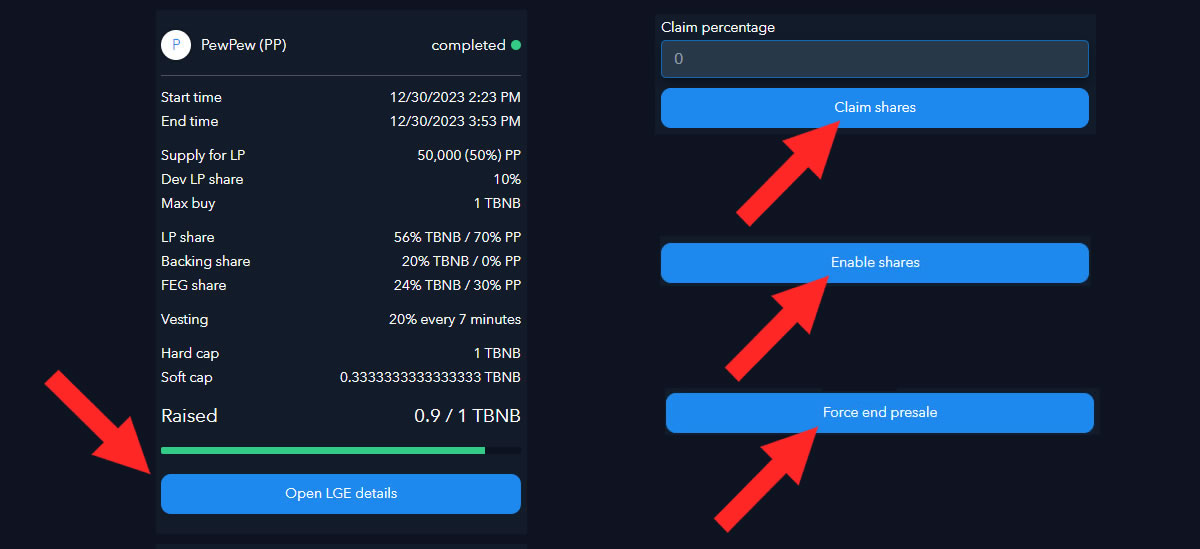 P PewPew (PP) completed
Start time 12/30/2023 2:23 PM
End time 12/30/2023 3:53 PM
Supply for LP 50,000 (50%) PP
Dev LP share 10%
Max buy 1 TBNB
LP share 56% TBNB / 70% PP
Backing share 20% TBNB / 0% PP
FEG share 24% TBNB / 30% PP
Vesting 20% every 7 minutes
Hard cap 1 TBNB
Soft cap 0.3333333333333333 TBNB
Raised 0.9 / 1 TBNB
Open LGE details
Claim percentage
0
Claim shares
Enable shares
Force end presale